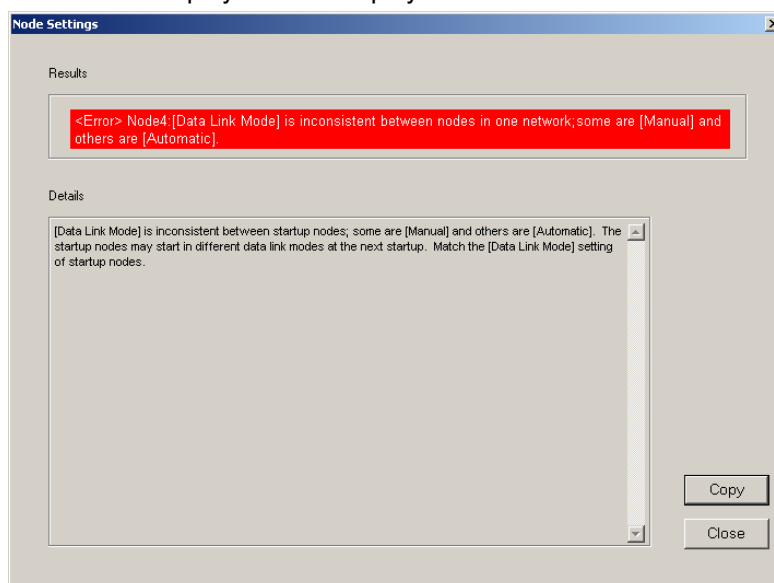 Node Settings
Results
<Error> Node4:[Data Link Mode] is inconsistent between nodes in one network;some are [Manual] and
others are [Automatic].
Details
[Data Link Mode] is inconsistent between startup nodes; some are [Manual] and others are [Automatic]. The
startup nodes may start in different data link modes at the next startup. Match the [Data Link Mode] setting
of startup nodes.
Copy
Close